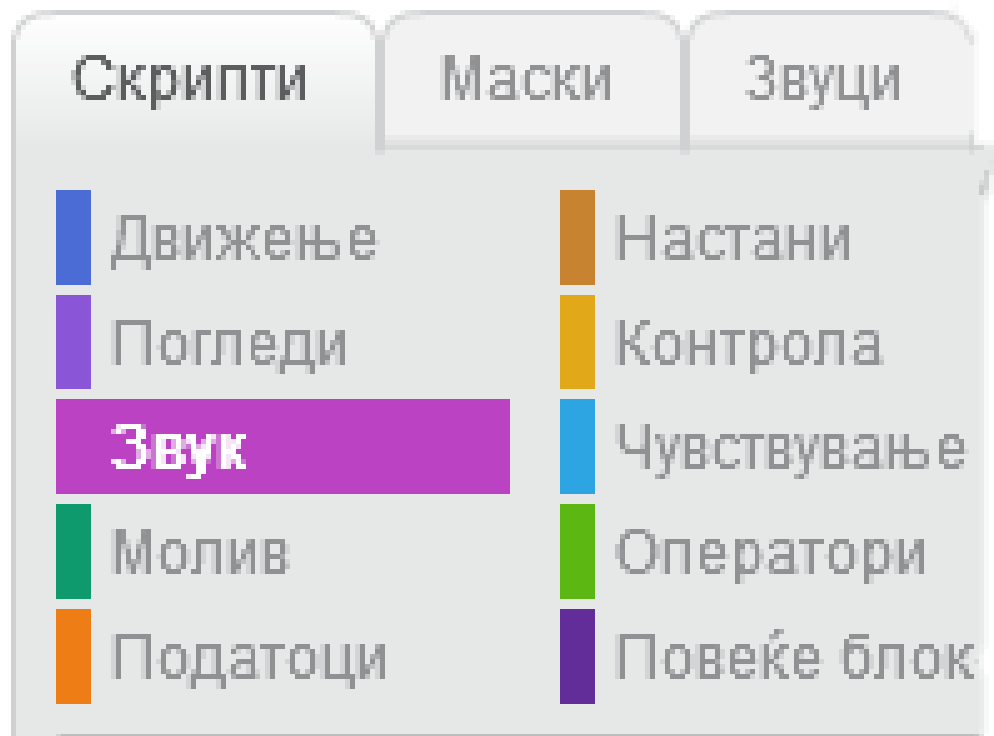 Скрипти Маски Звуци
Движење Настани
Погледи Контрола
Звук Чувствување
Молив Оператори
Податоци Повеќе блок